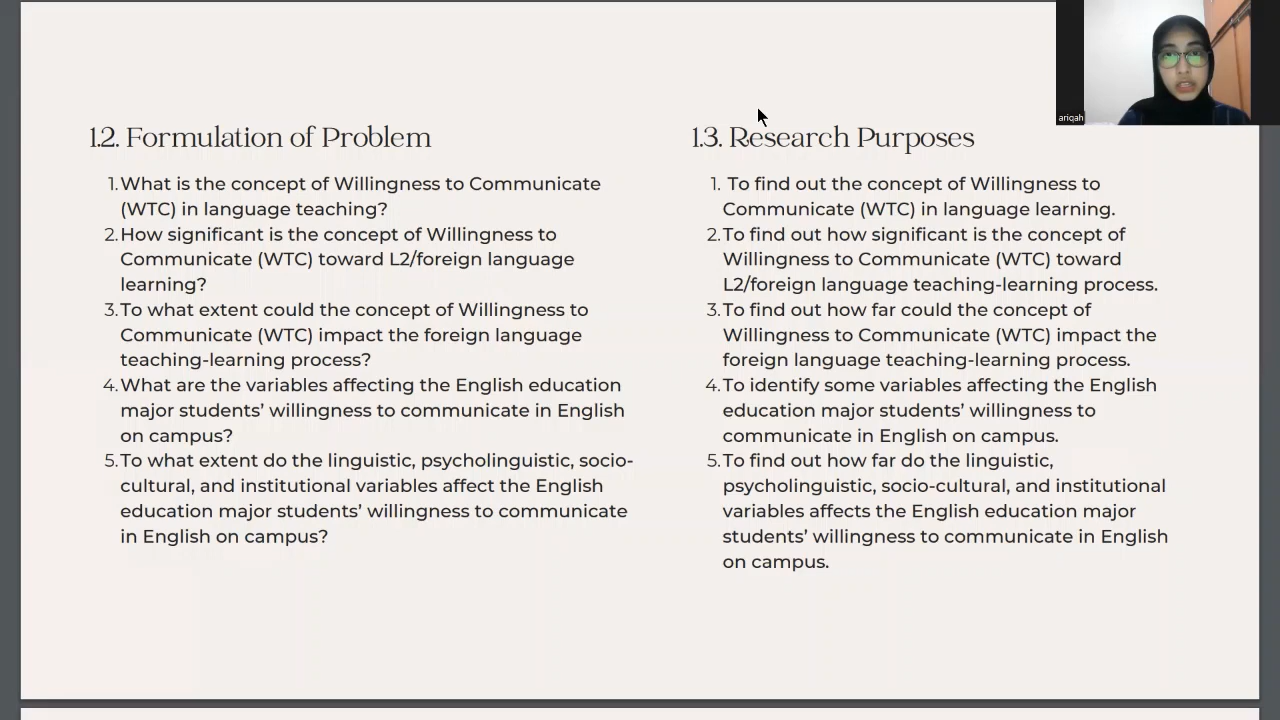 1.2. Formulation of Problem
1. What is the concept of Willingness to Communicate
(WTC) in language teaching?
2. How significant is the concept of Willingness to
Communicate (WTC) toward L2/foreign language
learning?
3. To what extent could the concept of Willingness to
Communicate (WTC) impact the foreign language
teaching-learning process?
4. What are the variables affecting the English education
major students’ willingness to communicate in English
on campus?
5. To what extent do the linguistic, psycholinguistic, socio-
cultural, and institutional variables affect the English
education major students’ willingness to communicate
in English on campus?
1.3. Research Purposes
1. To find out the concept of Willingness to
Communicate (WTC) in language learning.
2. To find out how significant is the concept of
Willingness to Communicate (WTC) toward
L2/foreign language teaching-learning process.
3. To find out how far could the concept of
Willingness to Communicate (WTC) impact the
foreign language teaching-learning process.
4. To identify some variables affecting the English
education major students’ willingness to
communicate in English on campus.
5. To find out how far do the linguistic,
psycholinguistic, socio-cultural, and institutional
variables affects the English education major
students’ willingness to communicate in English
on campus.
ariqah